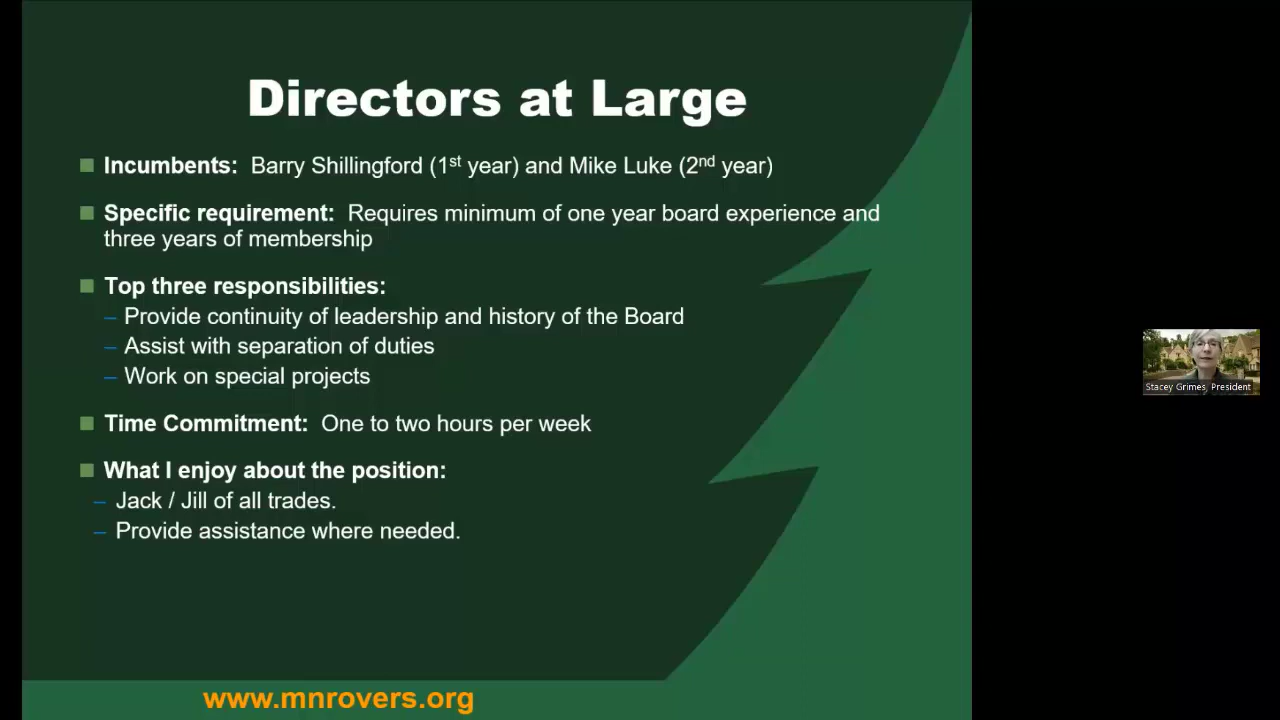 Directors at Large
Incumbents: Barry Shillingford (1st year) and Mike Luke (2nd year)
Specific requirement: Requires minimum of one year board experience and
three years of membership
Top three responsibilities:
– Provide continuity of leadership and history of the Board
– Assist with separation of duties
– Work on special projects
Time Commitment: One to two hours per week
What I enjoy about the position:
– Jack / Jill of all trades.
– Provide assistance where needed.
www.mnrovers.org
Stacey Grimes, President